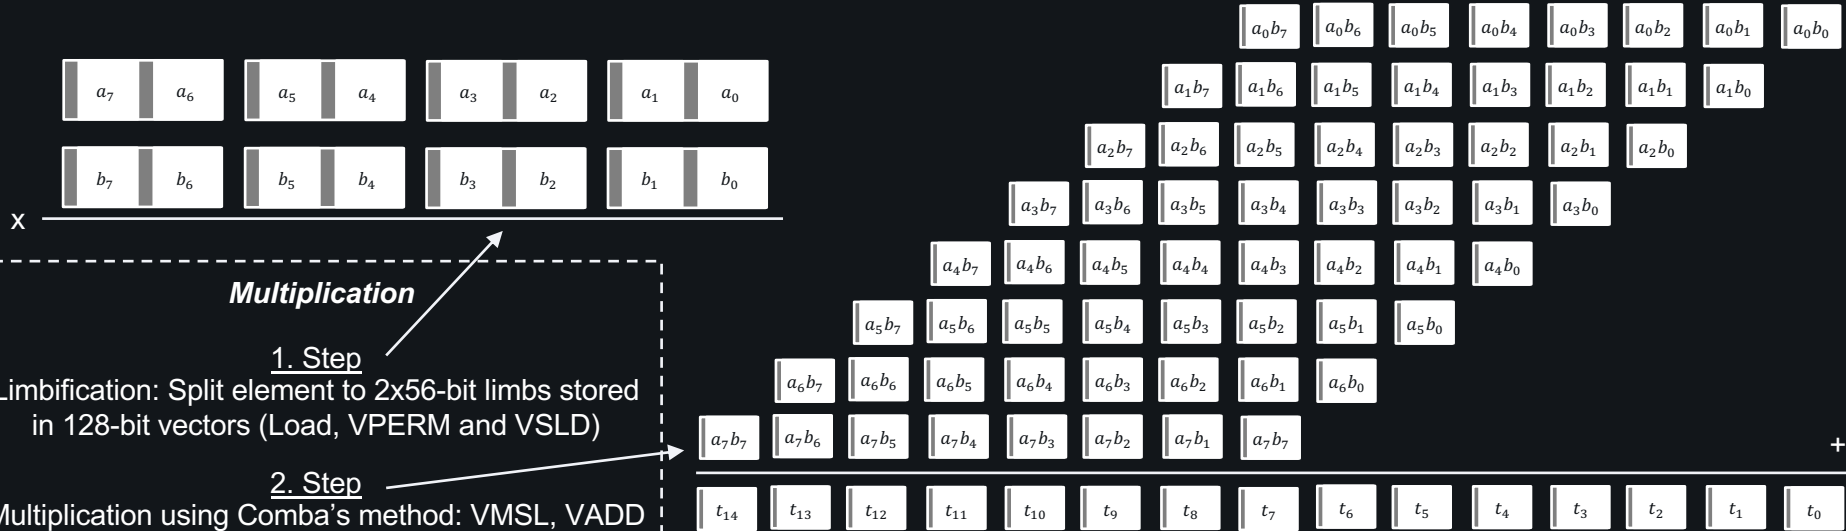 a₇ a₆ a₅ a₄ a₃ a₂ a₁ a₀
b₇ b₆ b₅ b₄ b₃ b₂ b₁ b₀
x
Multiplication
1. Step
Limbification: Split element to 2x56-bit limbs stored
in 128-bit vectors (Load, VPERM and VSLD)
2. Step
Multiplication using Comba's method: VMSL, VADD
a₀b₇ a₀b₆ a₀b₅ a₀b₄ a₀b₃ a₀b₂ a₀b₁ a₀b₀
a₁b₇ a₁b₆ a₁b₅ a₁b₄ a₁b₃ a₁b₂ a₁b₁ a₁b₀
a₂b₇ a₂b₆ a₂b₅ a₂b₄ a₂b₃ a₂b₂ a₂b₁ a₂b₀
a₃b₇ a₃b₆ a₃b₅ a₃b₄ a₃b₃ a₃b₂ a₃b₁ a₃b₀
a₄b₇ a₄b₆ a₄b₅ a₄b₄ a₄b₃ a₄b₂ a₄b₁ a₄b₀
a₅b₇ a₅b₆ a₅b₅ a₅b₄ a₅b₃ a₅b₂ a₅b₁ a₅b₀
a₆b₇ a₆b₆ a₆b₅ a₆b₄ a₆b₃ a₆b₂ a₆b₁ a₆b₀
a₇b₇ a₇b₆ a₇b₅ a₇b₄ a₇b₃ a₇b₂ a₇b₁ a₇b₇
+
t₁₄ t₁₃ t₁₂ t₁₁ t₁₀ t₉ t₈ t₇ t₆ t₅ t₄ t₃ t₂ t₁ t₀